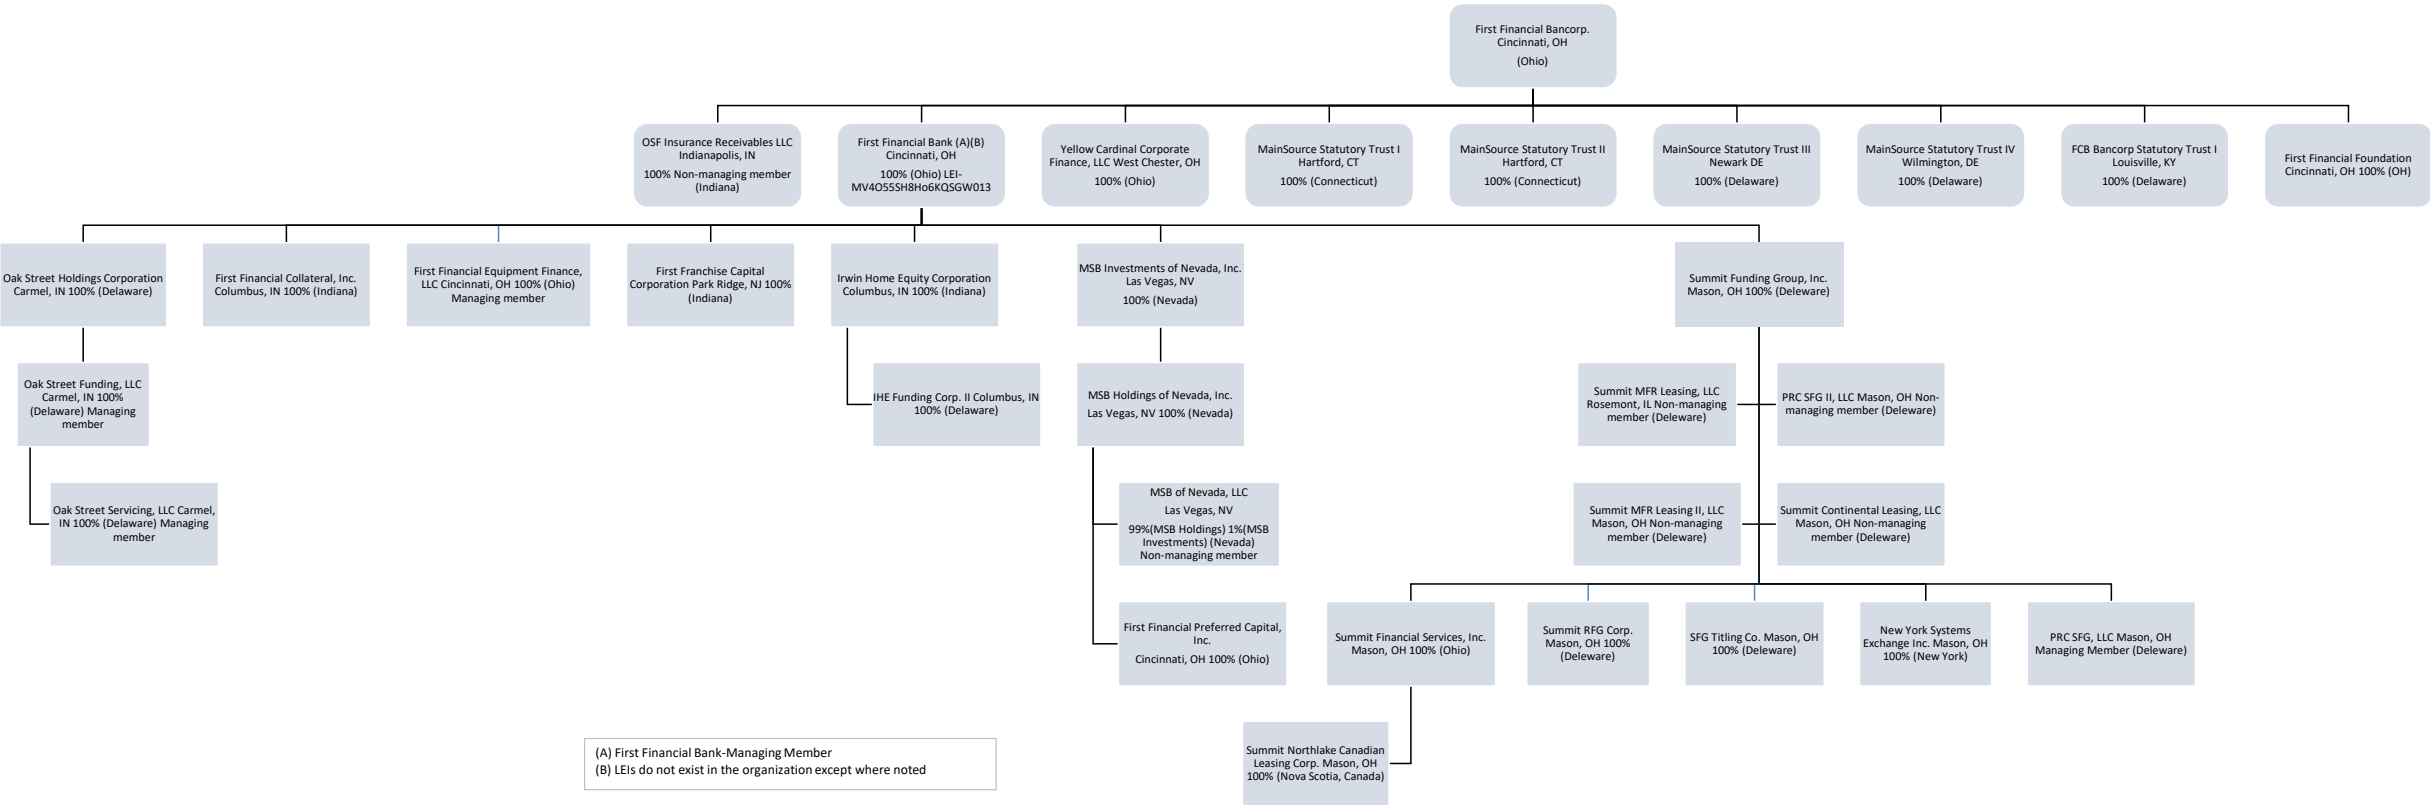 First Financial Bancorp.
Cincinnati, OH
(Ohio)
OSF Insurance Receivables LLC
Indianapolis, IN
100% Non-managing member
(Indiana)
First Financial Bank (A)(B)
Cincinnati, OH
100% (Ohio) LEI-
MV4O55SH8Ho6KQSGW013
Yellow Cardinal Corporate
Finance, LLC West Chester, OH
100% (Ohio)
MainSource Statutory Trust I
Hartford, CT
100% (Connecticut)
MainSource Statutory Trust II
Hartford, CT
100% (Connecticut)
MainSource Statutory Trust III
Newark DE
100% (Delaware)
MainSource Statutory Trust IV
Wilmington, DE
100% (Delaware)
FCB Bancorp Statutory Trust I
Louisville, KY
100% (Delaware)
First Financial Foundation
Cincinnati, OH 100% (OH)
Oak Street Holdings Corporation
Carmel, IN 100% (Delaware)
First Financial Collateral, Inc.
Columbus, IN 100% (Indiana)
First Financial Equipment Finance,
LLC Cincinnati, OH 100% (Ohio)
Managing member
First Franchise Capital
Corporation Park Ridge, NJ 100%
(Indiana)
Irwin Home Equity Corporation
Columbus, IN 100% (Indiana)
MSB Investments of Nevada, Inc.
Las Vegas, NV
100% (Nevada)
Summit Funding Group, Inc.
Mason, OH 100% (Deleware)
Oak Street Funding, LLC
Carmel, IN 100%
(Delaware) Managing
member
IHE Funding Corp. II Columbus, IN
100% (Delaware)
MSB Holdings of Nevada, Inc.
Las Vegas, NV 100% (Nevada)
Summit MFR Leasing, LLC
Rosemont, IL Non-managing
member (Deleware)
PRC SFG II, LLC Mason, OH Non-
managing member (Deleware)
Oak Street Servicing, LLC Carmel,
IN 100% (Delaware) Managing
member
MSB of Nevada, LLC
Las Vegas, NV
99%(MSB Holdings) 1%(MSB
Investments) (Nevada)
Non-managing member
Summit MFR Leasing II, LLC
Mason, OH Non-managing
member (Deleware)
Summit Continental Leasing, LLC
Mason, OH Non-managing
member (Deleware)
First Financial Preferred Capital,
Inc.
Cincinnati, OH 100% (Ohio)
Summit Financial Services, Inc.
Mason, OH 100% (Ohio)
Summit RFG Corp.
Mason, OH 100%
(Deleware)
SFG Titling Co. Mason, OH
100% (Deleware)
New York Systems
Exchange Inc. Mason, OH
100% (New York)
PRC SFG, LLC Mason, OH
Managing Member (Deleware)
Summit Northlake Canadian
Leasing Corp. Mason, OH
100% (Nova Scotia, Canada)
(A) First Financial Bank-Managing Member
(B) LEIs do not exist in the organization except where noted